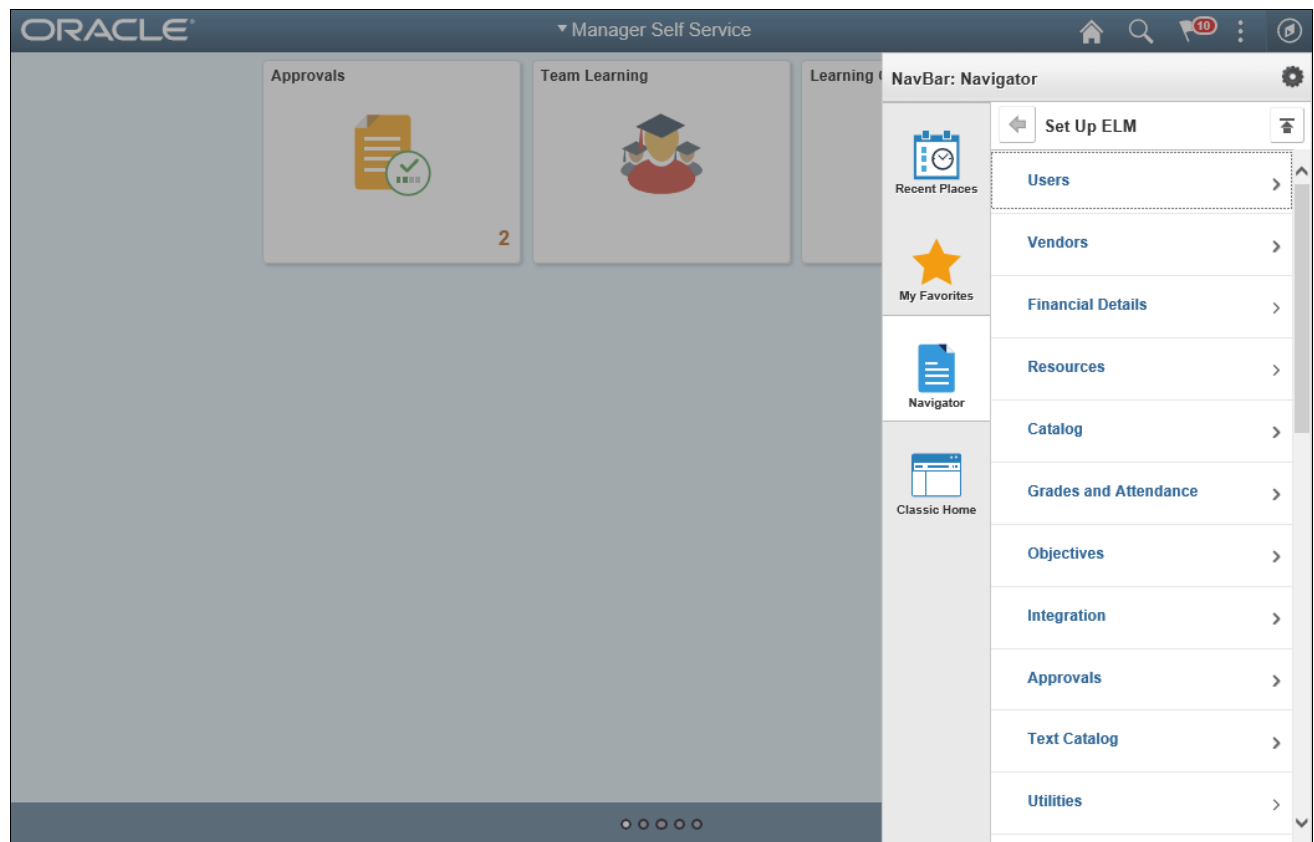 ORACLE
Manager Self Service
10
Approvals
2
Team Learning
Learning
NavBar: Navigator
Recent Places
My Favorites
Navigator
Classic Home
Set Up ELM
Users
Vendors
Financial Details
Resources
Catalog
Grades and Attendance
Objectives
Integration
Approvals
Text Catalog
Utilities